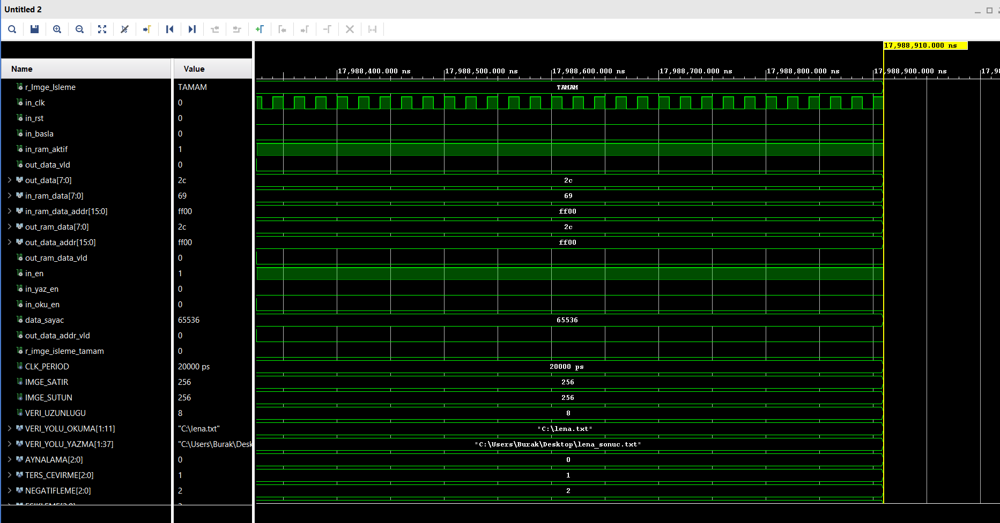 Untitled 2
17,988,910.000 ns
17,988,400.000 ns 17,988,500.000 ns 17,988,600.000 ns 17,988,700.000 ns 17,988,800.000 ns 17,988,900.000 ns
Name Value
r_Imge_Isleme TAMAM TAMAM
in_clk 0
in_rst 0
in_basla 0
in_ram_aktif 1
out_data_vld 0
out_data[7:0] 2c 2c
in_ram_data[7:0] 69 69
in_ram_data_addr[15:0] ff00 ff00
out_ram_data[7:0] 2c 2c
out_data_addr[15:0] ff00 ff00
out_ram_data_vld 0
in_en 1
in_yaz_en 0
in_oku_en 0
data_sayac 65536 65536
out_data_addr_vld 0
r_imge_isleme_tamam 0
CLK_PERIOD 20000 ps 20000 ps
IMGE_SATIR 256 256
IMGE_SUTUN 256 256
VERI_UZUNLUGU 8 8
VERI_YOLU_OKUMA[1:11] "C:\lena.txt" "C:\lena.txt"
VERI_YOLU_YAZMA[1:37] "C:\Users\Burak\Desk "C:\Users\Burak\Desktop\lena_sonuc.txt"
AYNALAMA[2:0] 0 0
TERS_CEVIRME[2:0] 1 1
NEGATIFLEME[2:0] 2 2